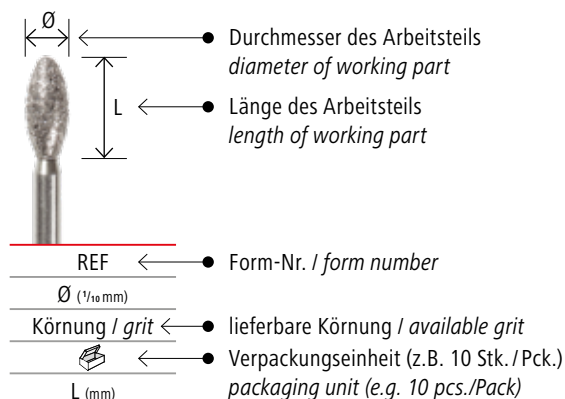 Ø
Durchmesser des Arbeitsteils
diameter of working part
L
Länge des Arbeitsteils
length of working part
REF
Form-Nr. / form number
Ø (1/10 mm)
Körnung / grit
lieferbare Körnung / available grit
Verpackungseinheit (z.B. 10 Stk./Pck.)
packaging unit (e.g. 10 pcs./Pack)
L (mm)